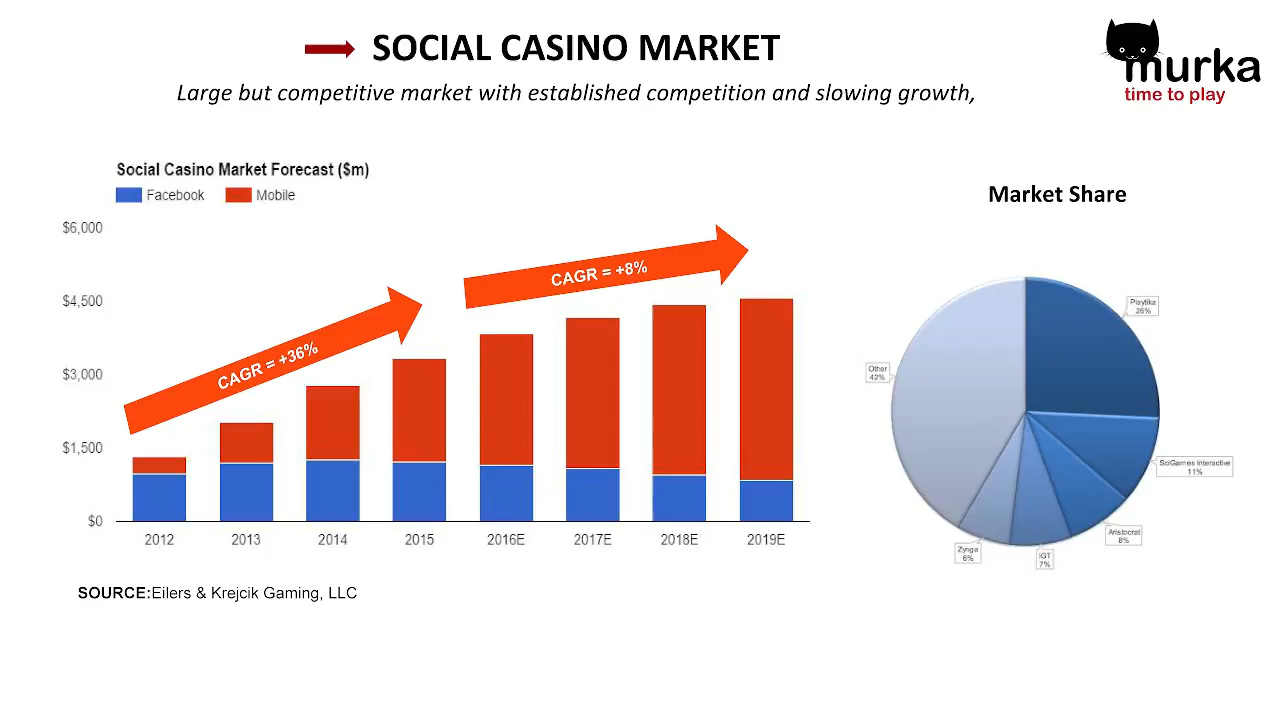 SOCIAL CASINO MARKET
murka
time to play
Large but competitive market with established competition and slowing growth,
Social Casino Market Forecast ($m)
Facebook
Mobile
Market Share
$6,000
$4,500
$3,000
$1,500
$0
CAGR = +36%
CAGR = +8%
2012
2013
2014
2015
2016E
2017E
2018E
2019E
Playtika
26%
SciGames Interactive
11%
Aristocrat
8%
IGT
7%
Zynga
6%
Other
42%
SOURCE:Eilers & Krejcik Gaming, LLC